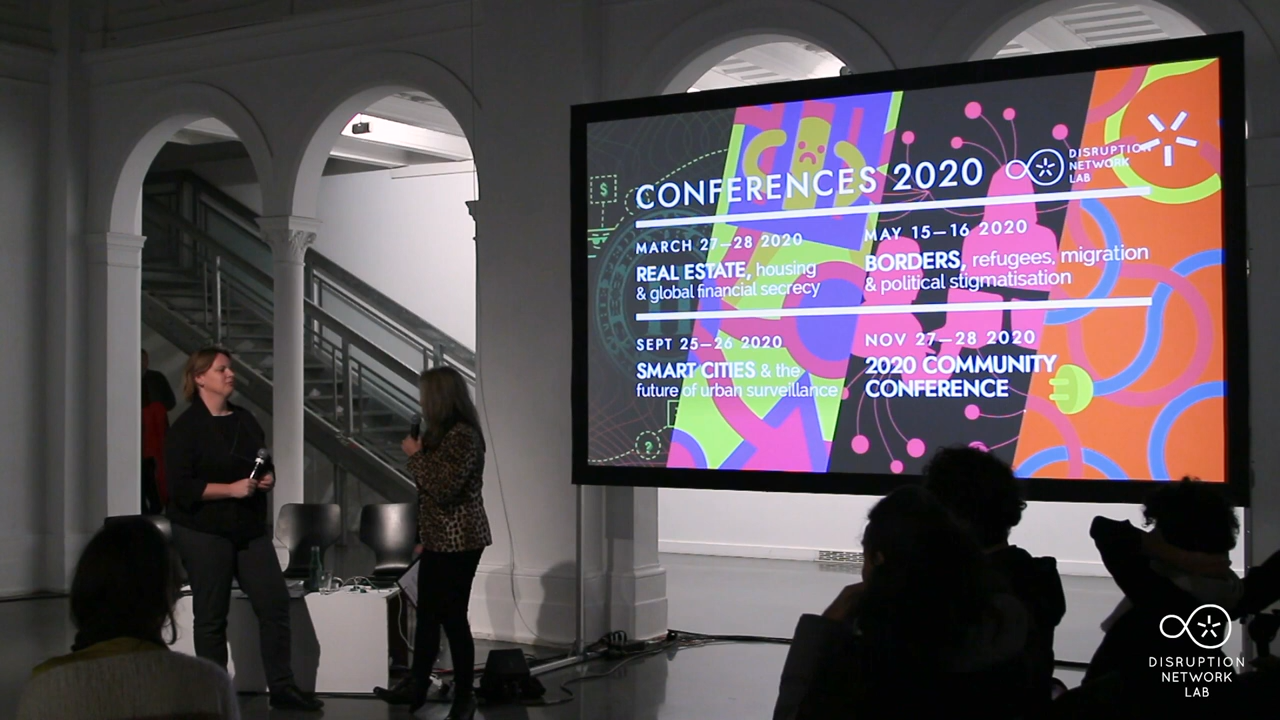 CONFERENCES 2020
DISRUPTION
NETWORK
LAB
MARCH 27—28 2020
REAL ESTATE, housing
& global financial secrecy
MAY 15—16 2020
BORDERS, refugees, migration
& political stigmatisation
SEPT 25—26 2020
SMART CITIES & the
future of urban surveillance
NOV 27—28 2020
2020 COMMUNITY
CONFERENCE
$
?
DISRUPTION
NETWORK
LAB